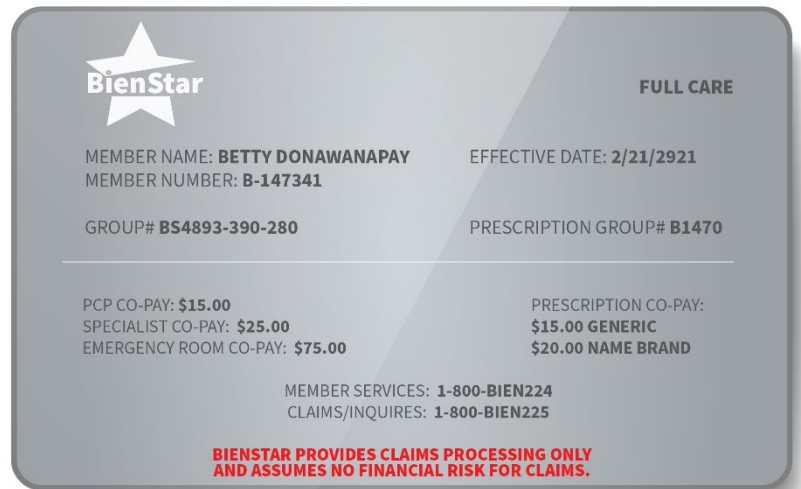 BienStar
FULL CARE
MEMBER NAME: BETTY DONAWANAPAY
EFFECTIVE DATE: 2/21/2921
MEMBER NUMBER: B-147341
GROUP# BS4893-390-280
PRESCRIPTION GROUP# B1470
PCP CO-PAY: $15.00
SPECIALIST CO-PAY: $25.00
EMERGENCY ROOM CO-PAY: $75.00
PRESCRIPTION CO-PAY:
$15.00 GENERIC
$20.00 NAME BRAND
MEMBER SERVICES: 1-800-BIEN224
CLAIMS/INQUIRES: 1-800-BIEN225
BIENSTAR PROVIDES CLAIMS PROCESSING ONLY
AND ASSUMES NO FINANCIAL RISK FOR CLAIMS.